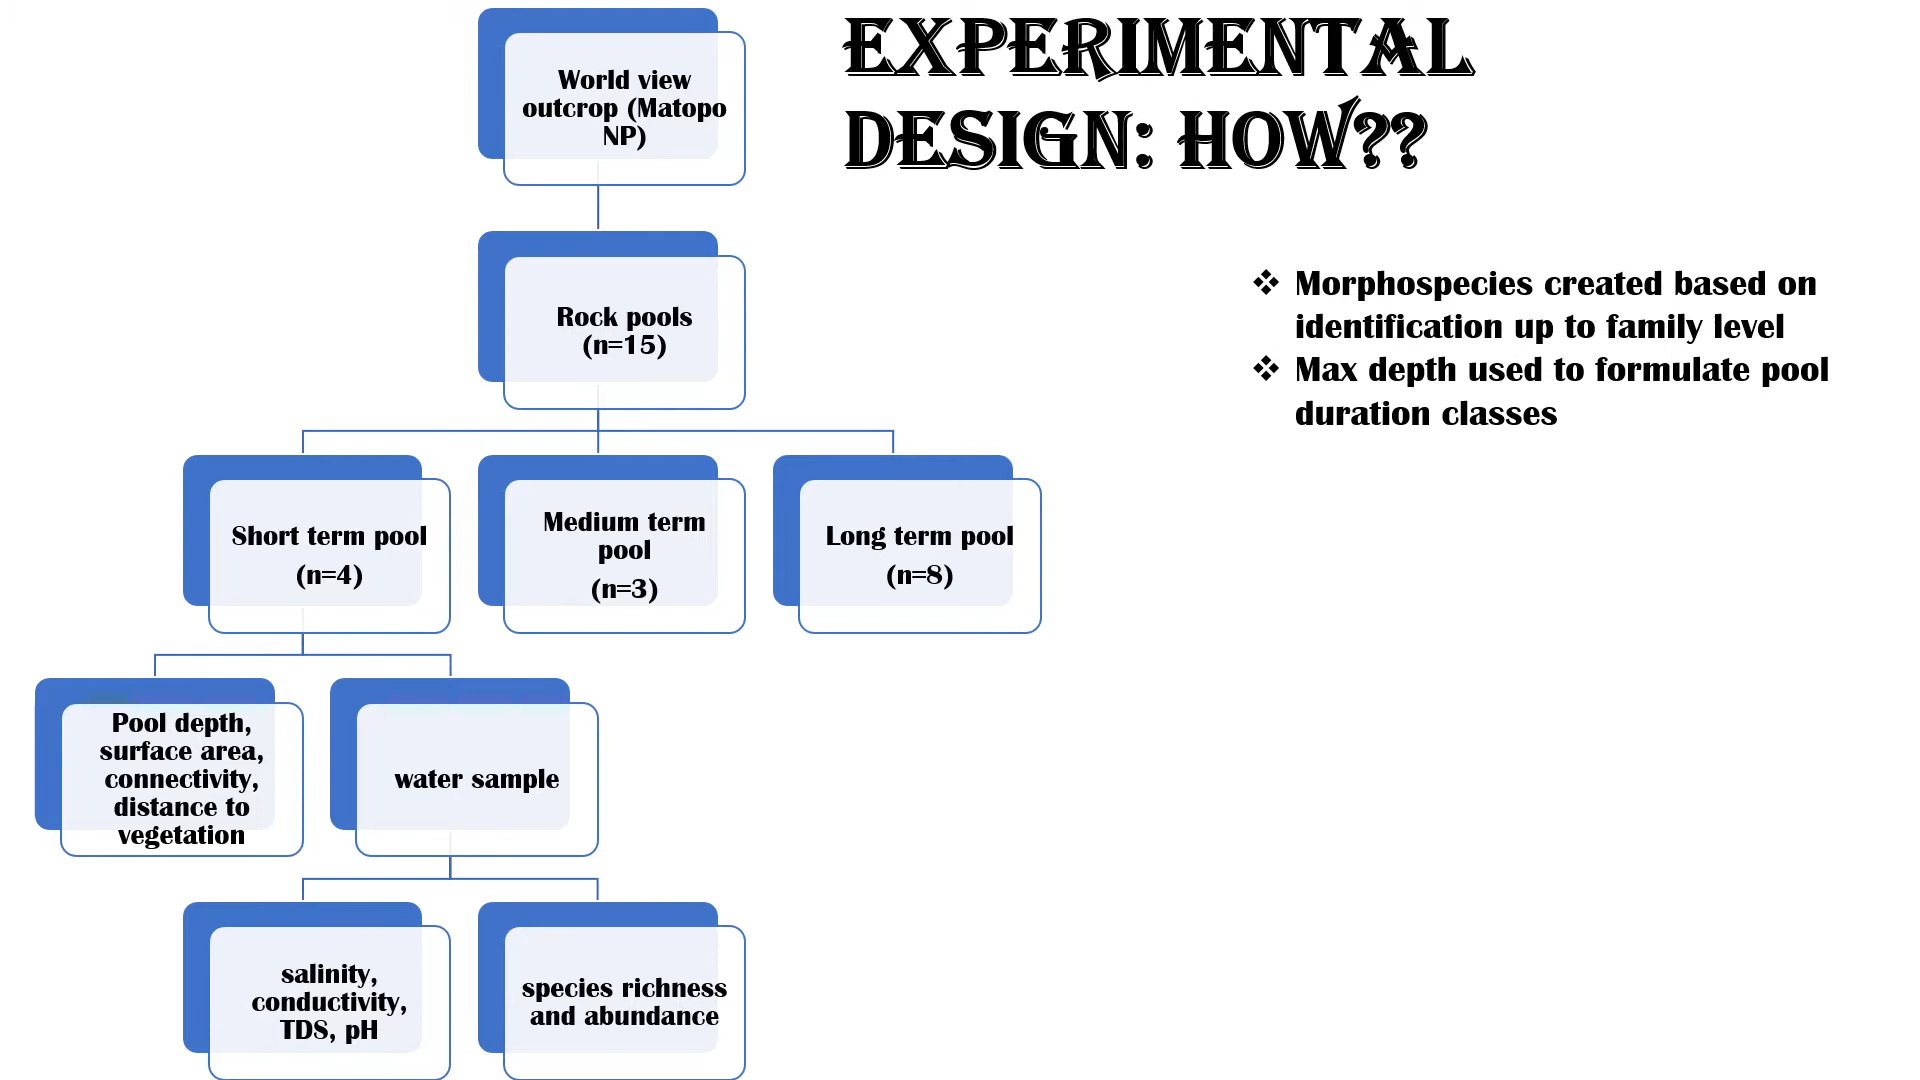 EXPERIMENTAL
DESIGN: HOW??
World view
outcrop (Matopo
NP)
Rock pools
(n=15)
Short term pool
(n=4)
Medium term
pool
(n=3)
Long term pool
(n=8)
Pool depth,
surface area,
connectivity,
distance to
vegetation
water sample
salinity,
conductivity,
TDS, pH
species richness
and abundance
❖ Morphospecies created based on
identification up to family level
❖ Max depth used to formulate pool
duration classes